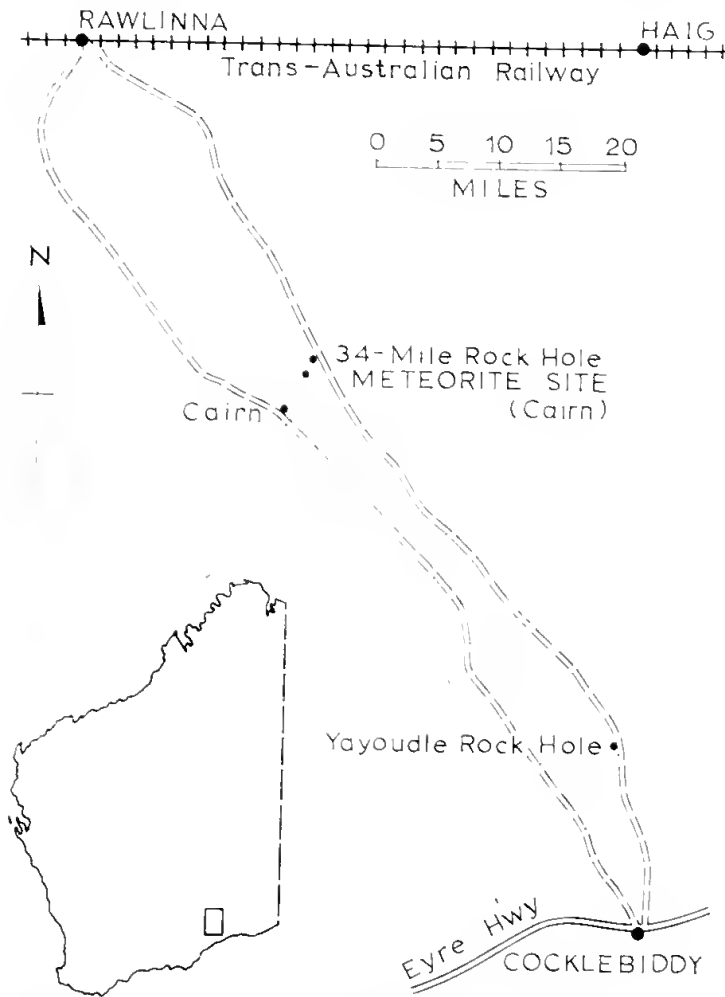 RAWLINNA
HAIG
Trans-Australian Railway
0 5 10 15 20
MILES
N
34-Mile Rock Hole
METEORITE SITE
(Cairn)
Cairn
Yayoudle Rock Hole
Eyre Hwy
COCKLEBIDDY